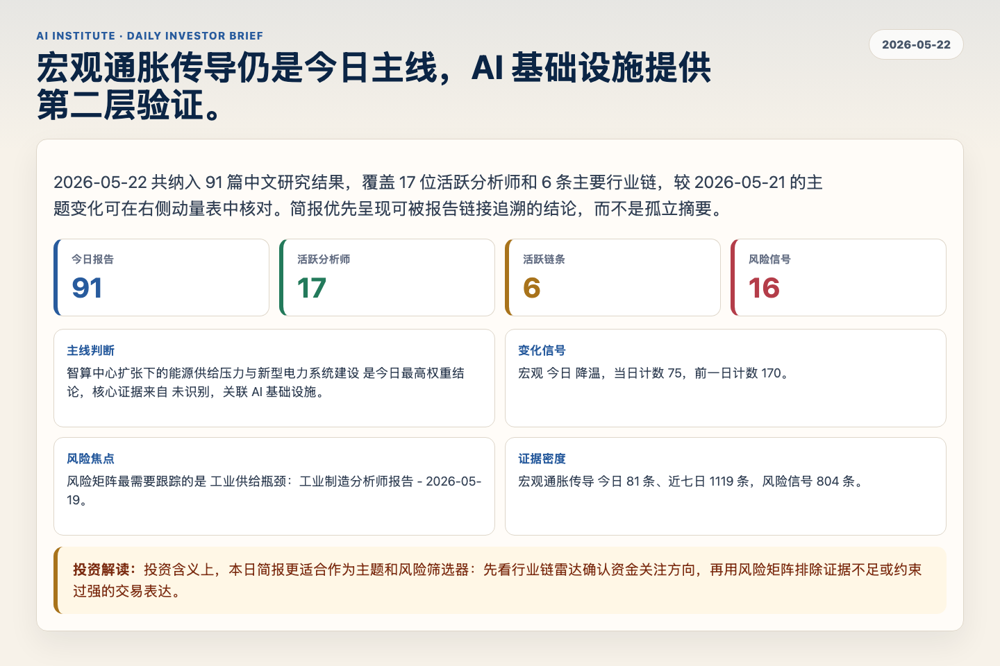 AI INSTITUTE · DAILY INVESTOR BRIEF
2026-05-22
宏观通胀传导仍是今日主线，AI 基础设施提供
第二层验证。
2026-05-22 共纳入 91 篇中文研究结果，覆盖 17 位活跃分析师和 6 条主要行业链，较 2026-05-21 的主
题变化可在右侧动量表中核对。简报优先呈现可被报告链接追溯的结论，而不是孤立摘要。
今日报告
91
活跃分析师
17
活跃链条
6
风险信号
16
主线判断
智算中心扩张下的能源供给压力与新型电力系统建设 是今日最高权重结
论，核心证据来自 未识别，关联 AI 基础设施。
变化信号
宏观 今日 降温，当日计数 75，前一日计数 170。
风险焦点
风险矩阵最需要跟踪的是 工业供给瓶颈：工业制造分析师报告 - 2026-05-
19。
证据密度
宏观通胀传导 今日 81 条、近七日 1119 条，风险信号 804 条。
投资解读：投资含义上，本日简报更适合作为主题和风险筛选器：先看行业链雷达确认资金关注方向，再用风险矩阵排除证据不足或约束
过强的交易表达。